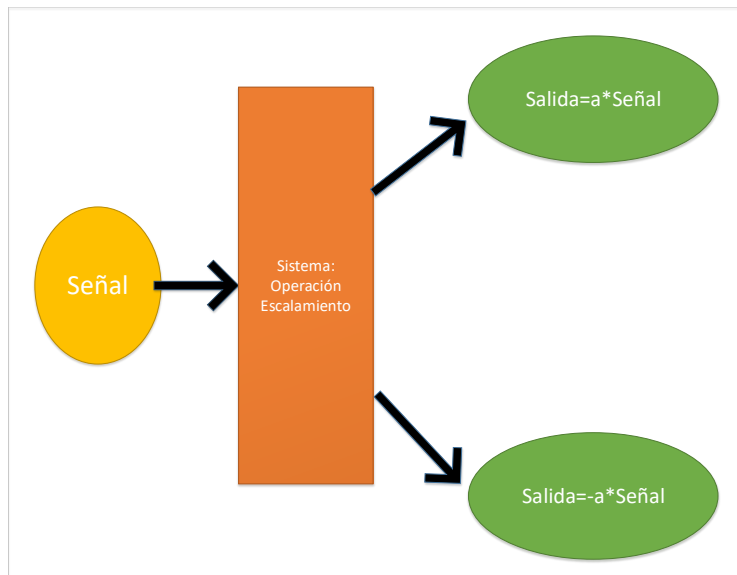 Salida=a*Señal
Señal
Sistema:
Operación
Escalamiento
Salida=-a*Señal